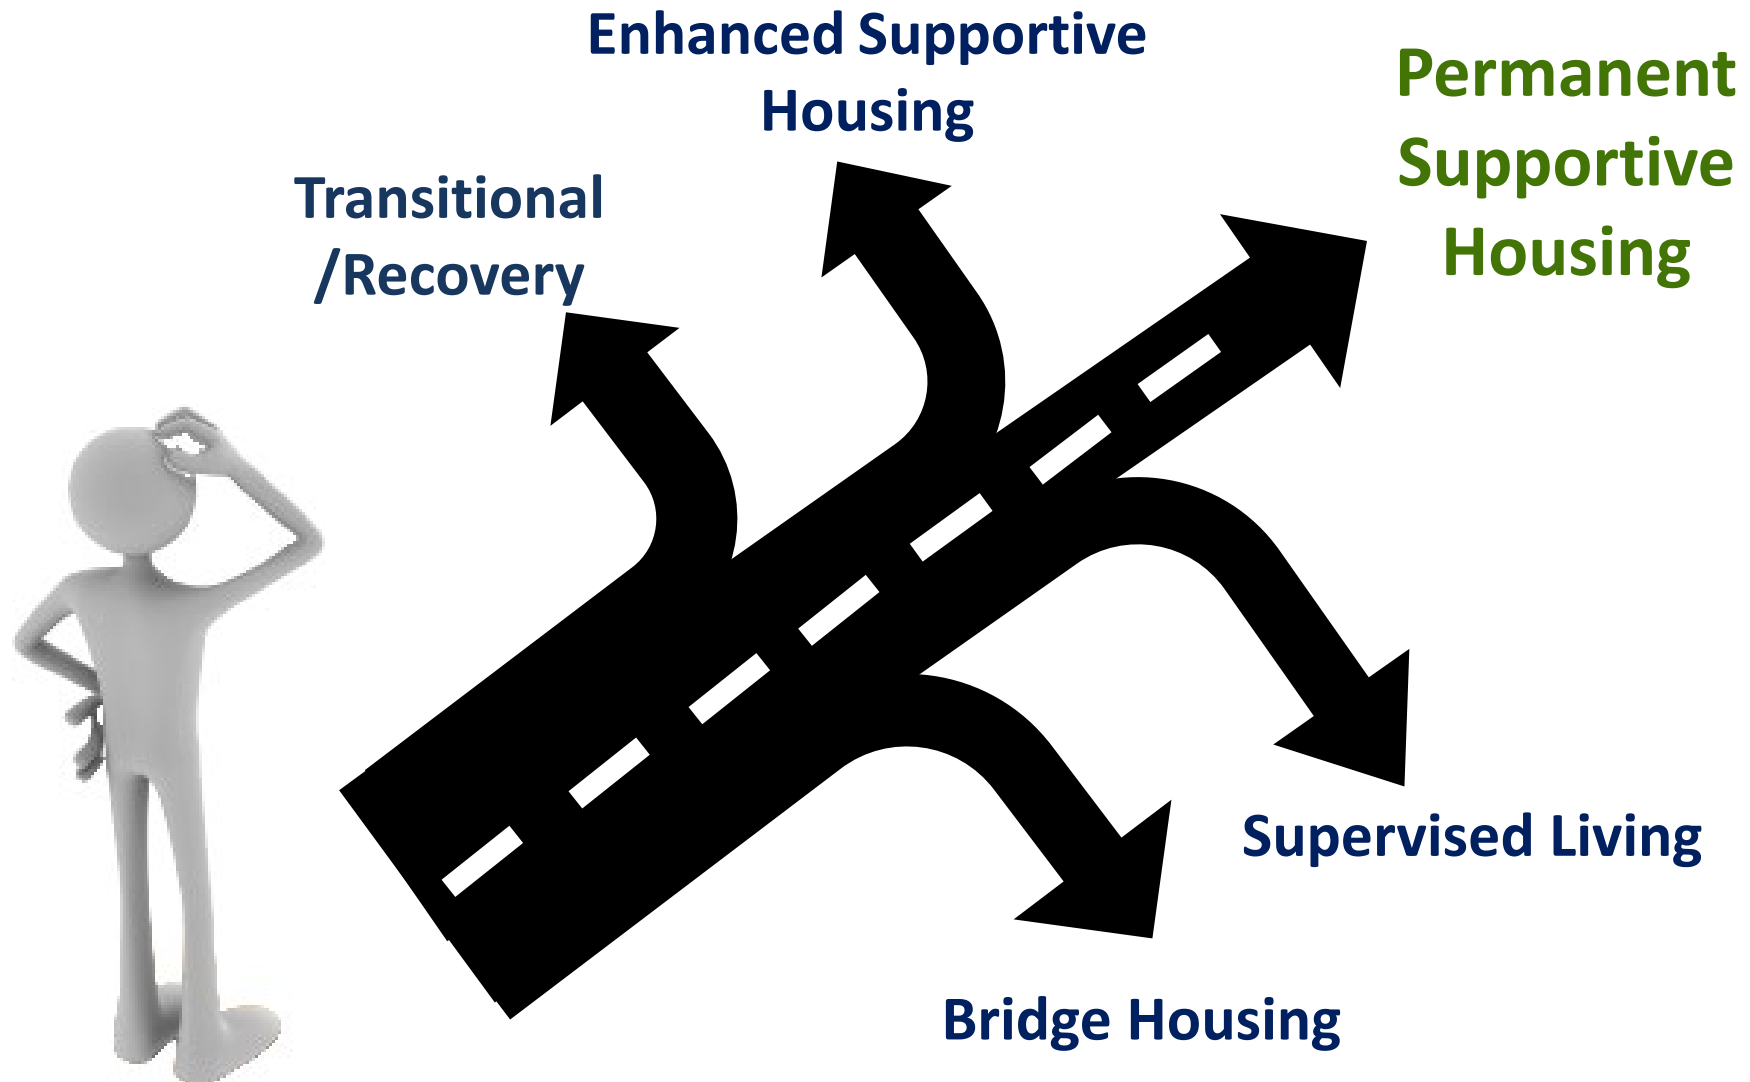 Enhanced Supportive
Housing
Permanent
Supportive
Housing
Transitional
/Recovery
Supervised Living
Bridge Housing